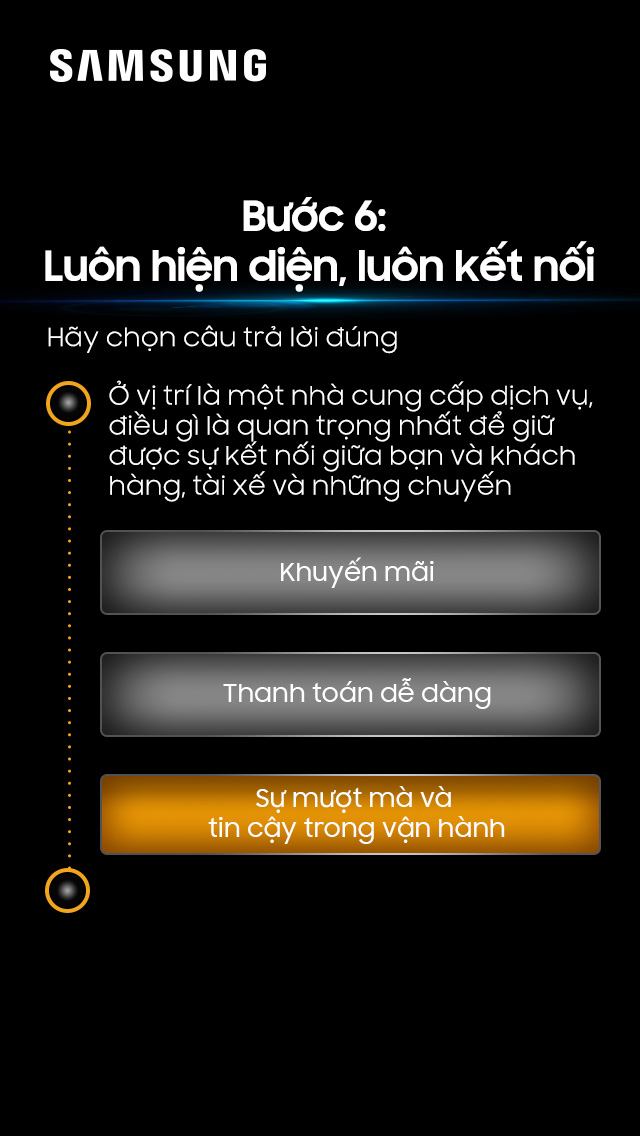 SAMSUNG
Bước 6:
Luôn hiện diện, luôn kết nối
Hãy chọn câu trả lời đúng
Ở vị trí là một nhà cung cấp dịch vụ,
điều gì là quan trọng nhất để giữ
được sự kết nối giữa bạn và khách
hàng, tài xế và những chuyến
Khuyến mãi
Thanh toán dễ dàng
Sự mượt mà và
tin cậy trong vận hành